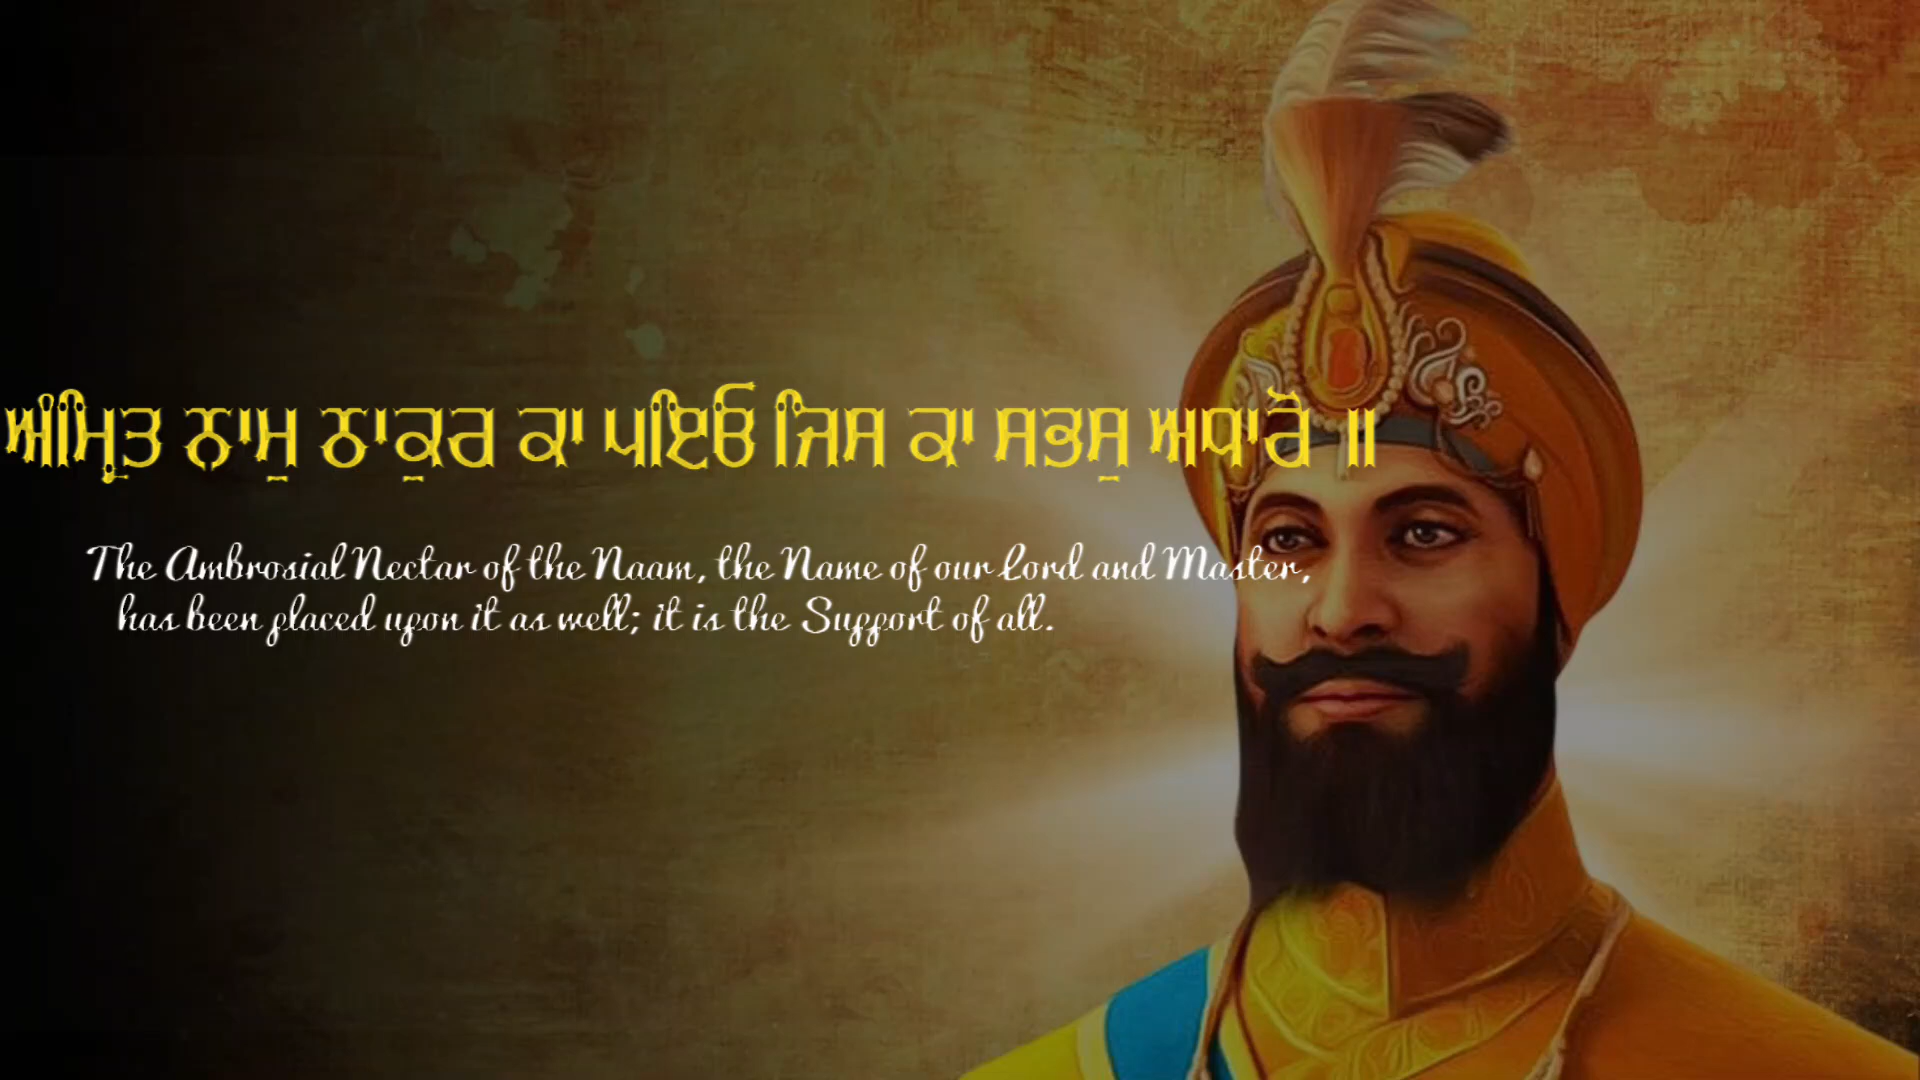 ਅੰਮ੍ਰਿਤ ਨਾਮੁ ਠਾਕੁਰ ਕਾ ਪਇਓ ਜਿਸ ਕਾ ਸਭਸੁ ਅਧਾਰੋ ॥
The Ambrosial Nectar of the Naam, the Name of our Lord and Master,
has been placed upon it as well; it is the Support of all.